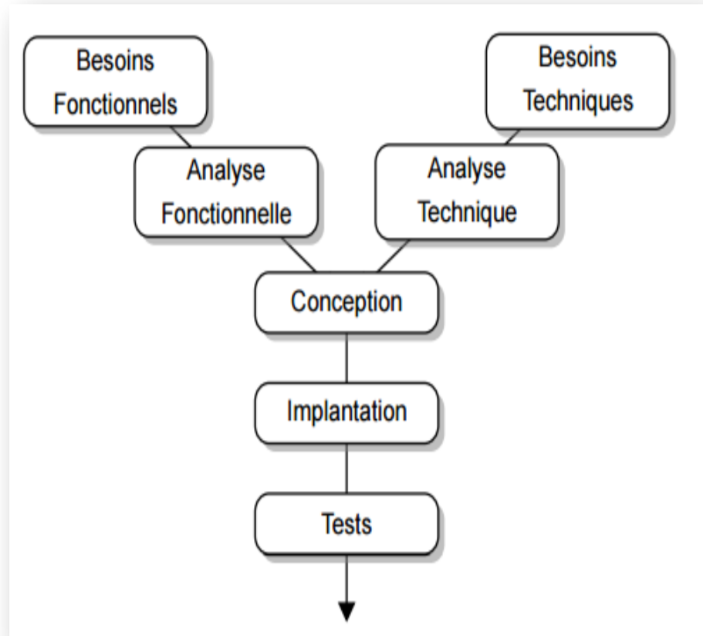 Besoins
Fonctionnels
Besoins
Techniques
Analyse
Fonctionnelle
Analyse
Technique
Conception
Implantation
Tests